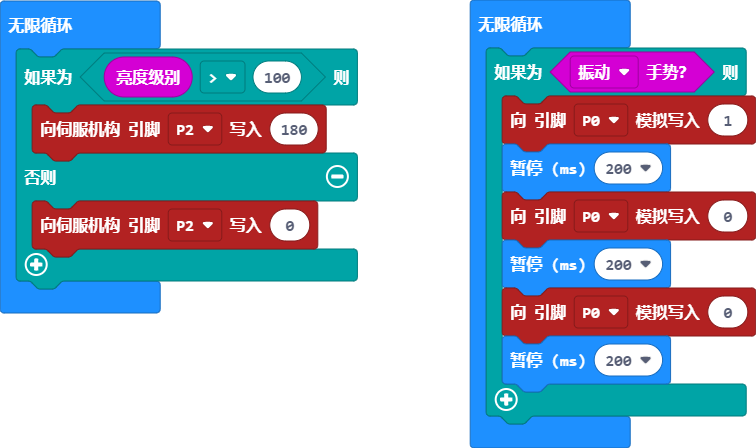 无限循环
如果为 亮度级别 > 100 则
向伺服机构 引脚 P2 写入 180
否则
向伺服机构 引脚 P2 写入 0
无限循环
如果为 振动 手势? 则
向 引脚 P0 模拟写入 1
暂停 (ms) 200
向 引脚 P0 模拟写入 0
暂停 (ms) 200
向 引脚 P0 模拟写入 0
暂停 (ms) 200